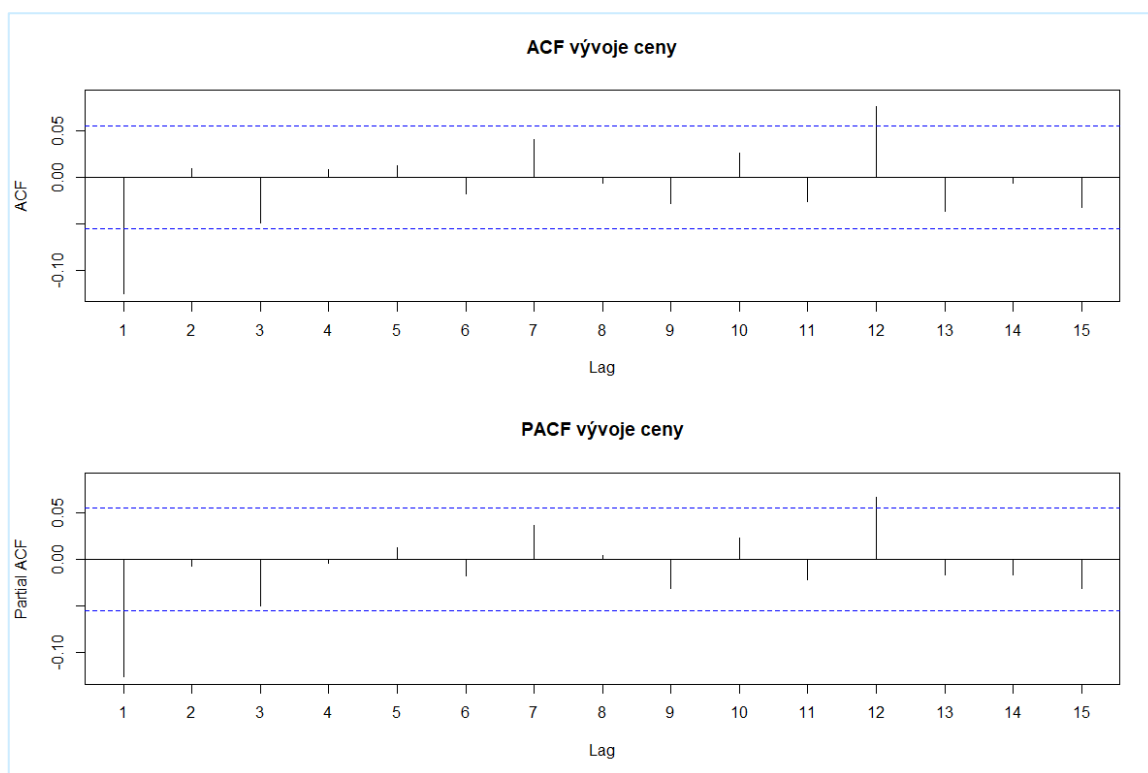 ACF vývoje ceny
0.05
0.00
-0.10
ACF
1 2 3 4 5 6 7 8 9 10 11 12 13 14 15
Lag
PACF vývoje ceny
0.05
0.00
-0.10
Partial ACF
1 2 3 4 5 6 7 8 9 10 11 12 13 14 15
Lag